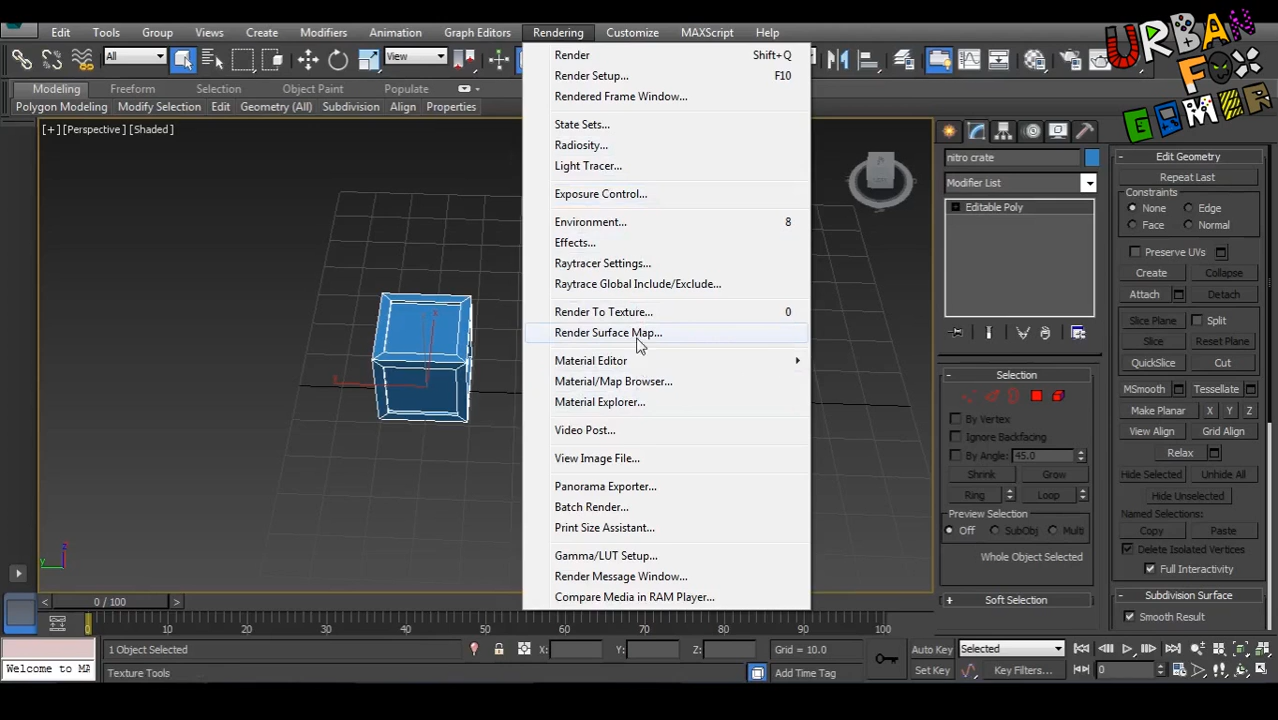 Edit Tools Group Views Create Modifiers Animation Graph Editors Rendering Customize MAXScript Help
URBAN
FOX
GAMER
All
View
Modeling Freeform Selection Object Paint Populate
Polygon Modeling Modify Selection Edit Geometry (All) Subdivision Align Properties
[+] [Perspective] [Shaded]
Render Shift+Q
Render Setup... F10
Rendered Frame Window...
State Sets...
Radiosity...
Light Tracer...
Exposure Control...
Environment... 8
Effects...
Raytracer Settings...
Raytrace Global Include/Exclude...
Render To Texture... 0
Render Surface Map...
Material Editor
Material/Map Browser...
Material Explorer...
Video Post...
View Image File...
Panorama Exporter...
Batch Render...
Print Size Assistant...
Gamma/LUT Setup...
Render Message Window...
Compare Media in RAM Player...
nitro crate
Modifier List
Editable Poly
Selection
By Vertex
Ignore Backfacing
By Angle: 45.0
Shrink Grow
Ring Loop
Preview Selection
Off SubObj Multi
Whole Object Selected
Soft Selection
Edit Geometry
Repeat Last
Constraints
None Edge
Face Normal
Preserve UVs
Create Collapse
Attach Detach
Slice Plane Split
Slice Reset Plane
QuickSlice Cut
MSmooth Tessellate
Make Planar X Y Z
View Align Grid Align
Relax
Hide Selected Unhide All
Hide Unselected
Named Selections:
Copy Paste
Delete Isolated Vertices
Full Interactivity
Subdivision Surface
Smooth Result
0 / 100
0 10 20 30 40 50 60 70 80 90 100
1 Object Selected X: Y: Z: Grid = 10.0 Auto Key Selected
Welcome to MA Texture Tools Add Time Tag Set Key Key Filters... 0